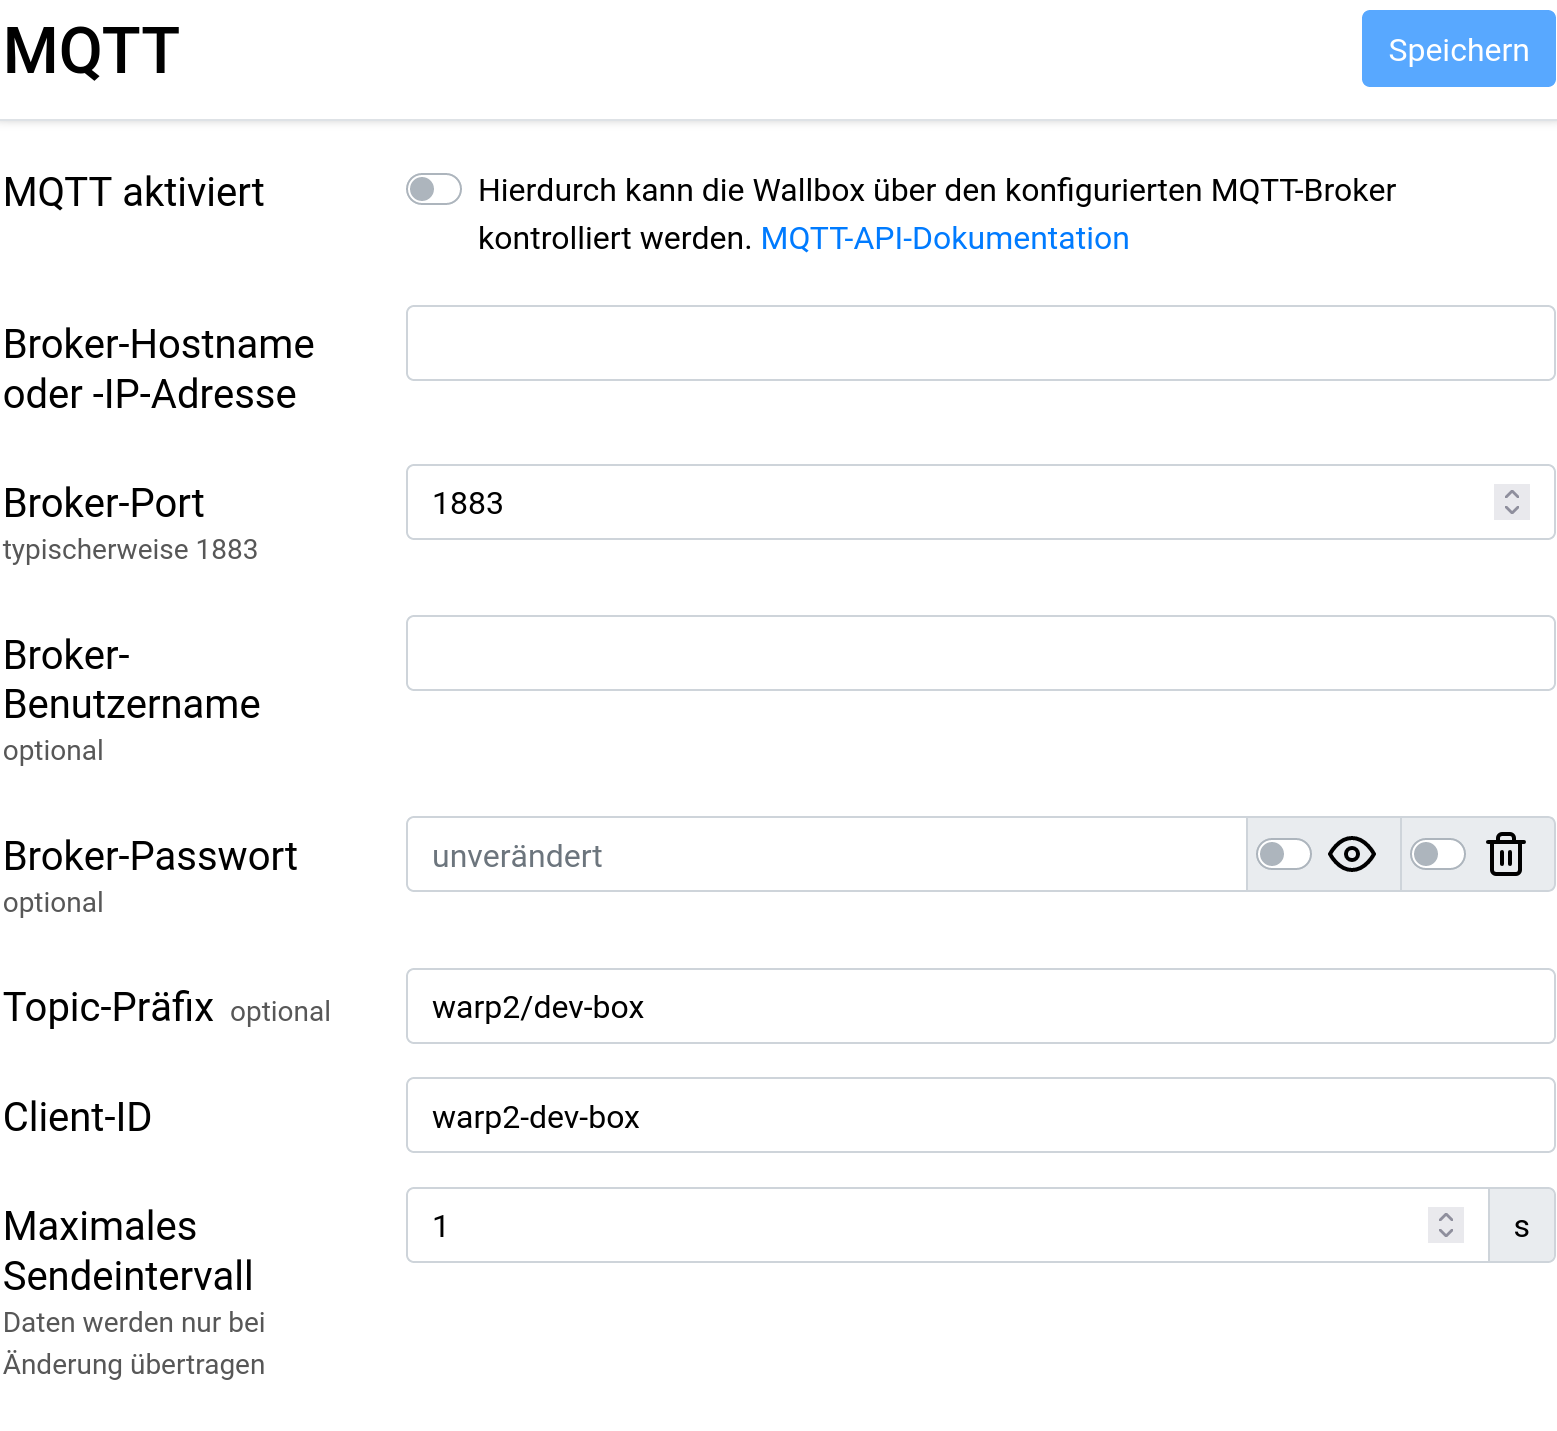 MQTT
Speichern
MQTT aktiviert
Hierdurch kann die Wallbox über den konfigurierten MQTT-Broker
kontrolliert werden. MQTT-API-Dokumentation
Broker-Hostname
oder -IP-Adresse
Broker-Port
1883
typischerweise 1883
Broker-
Benutzername
optional
Broker-Passwort
unverändert
optional
Topic-Präfix optional
warp2/dev-box
Client-ID
warp2-dev-box
Maximales
Sendeintervall
1
s
Daten werden nur bei
Änderung übertragen